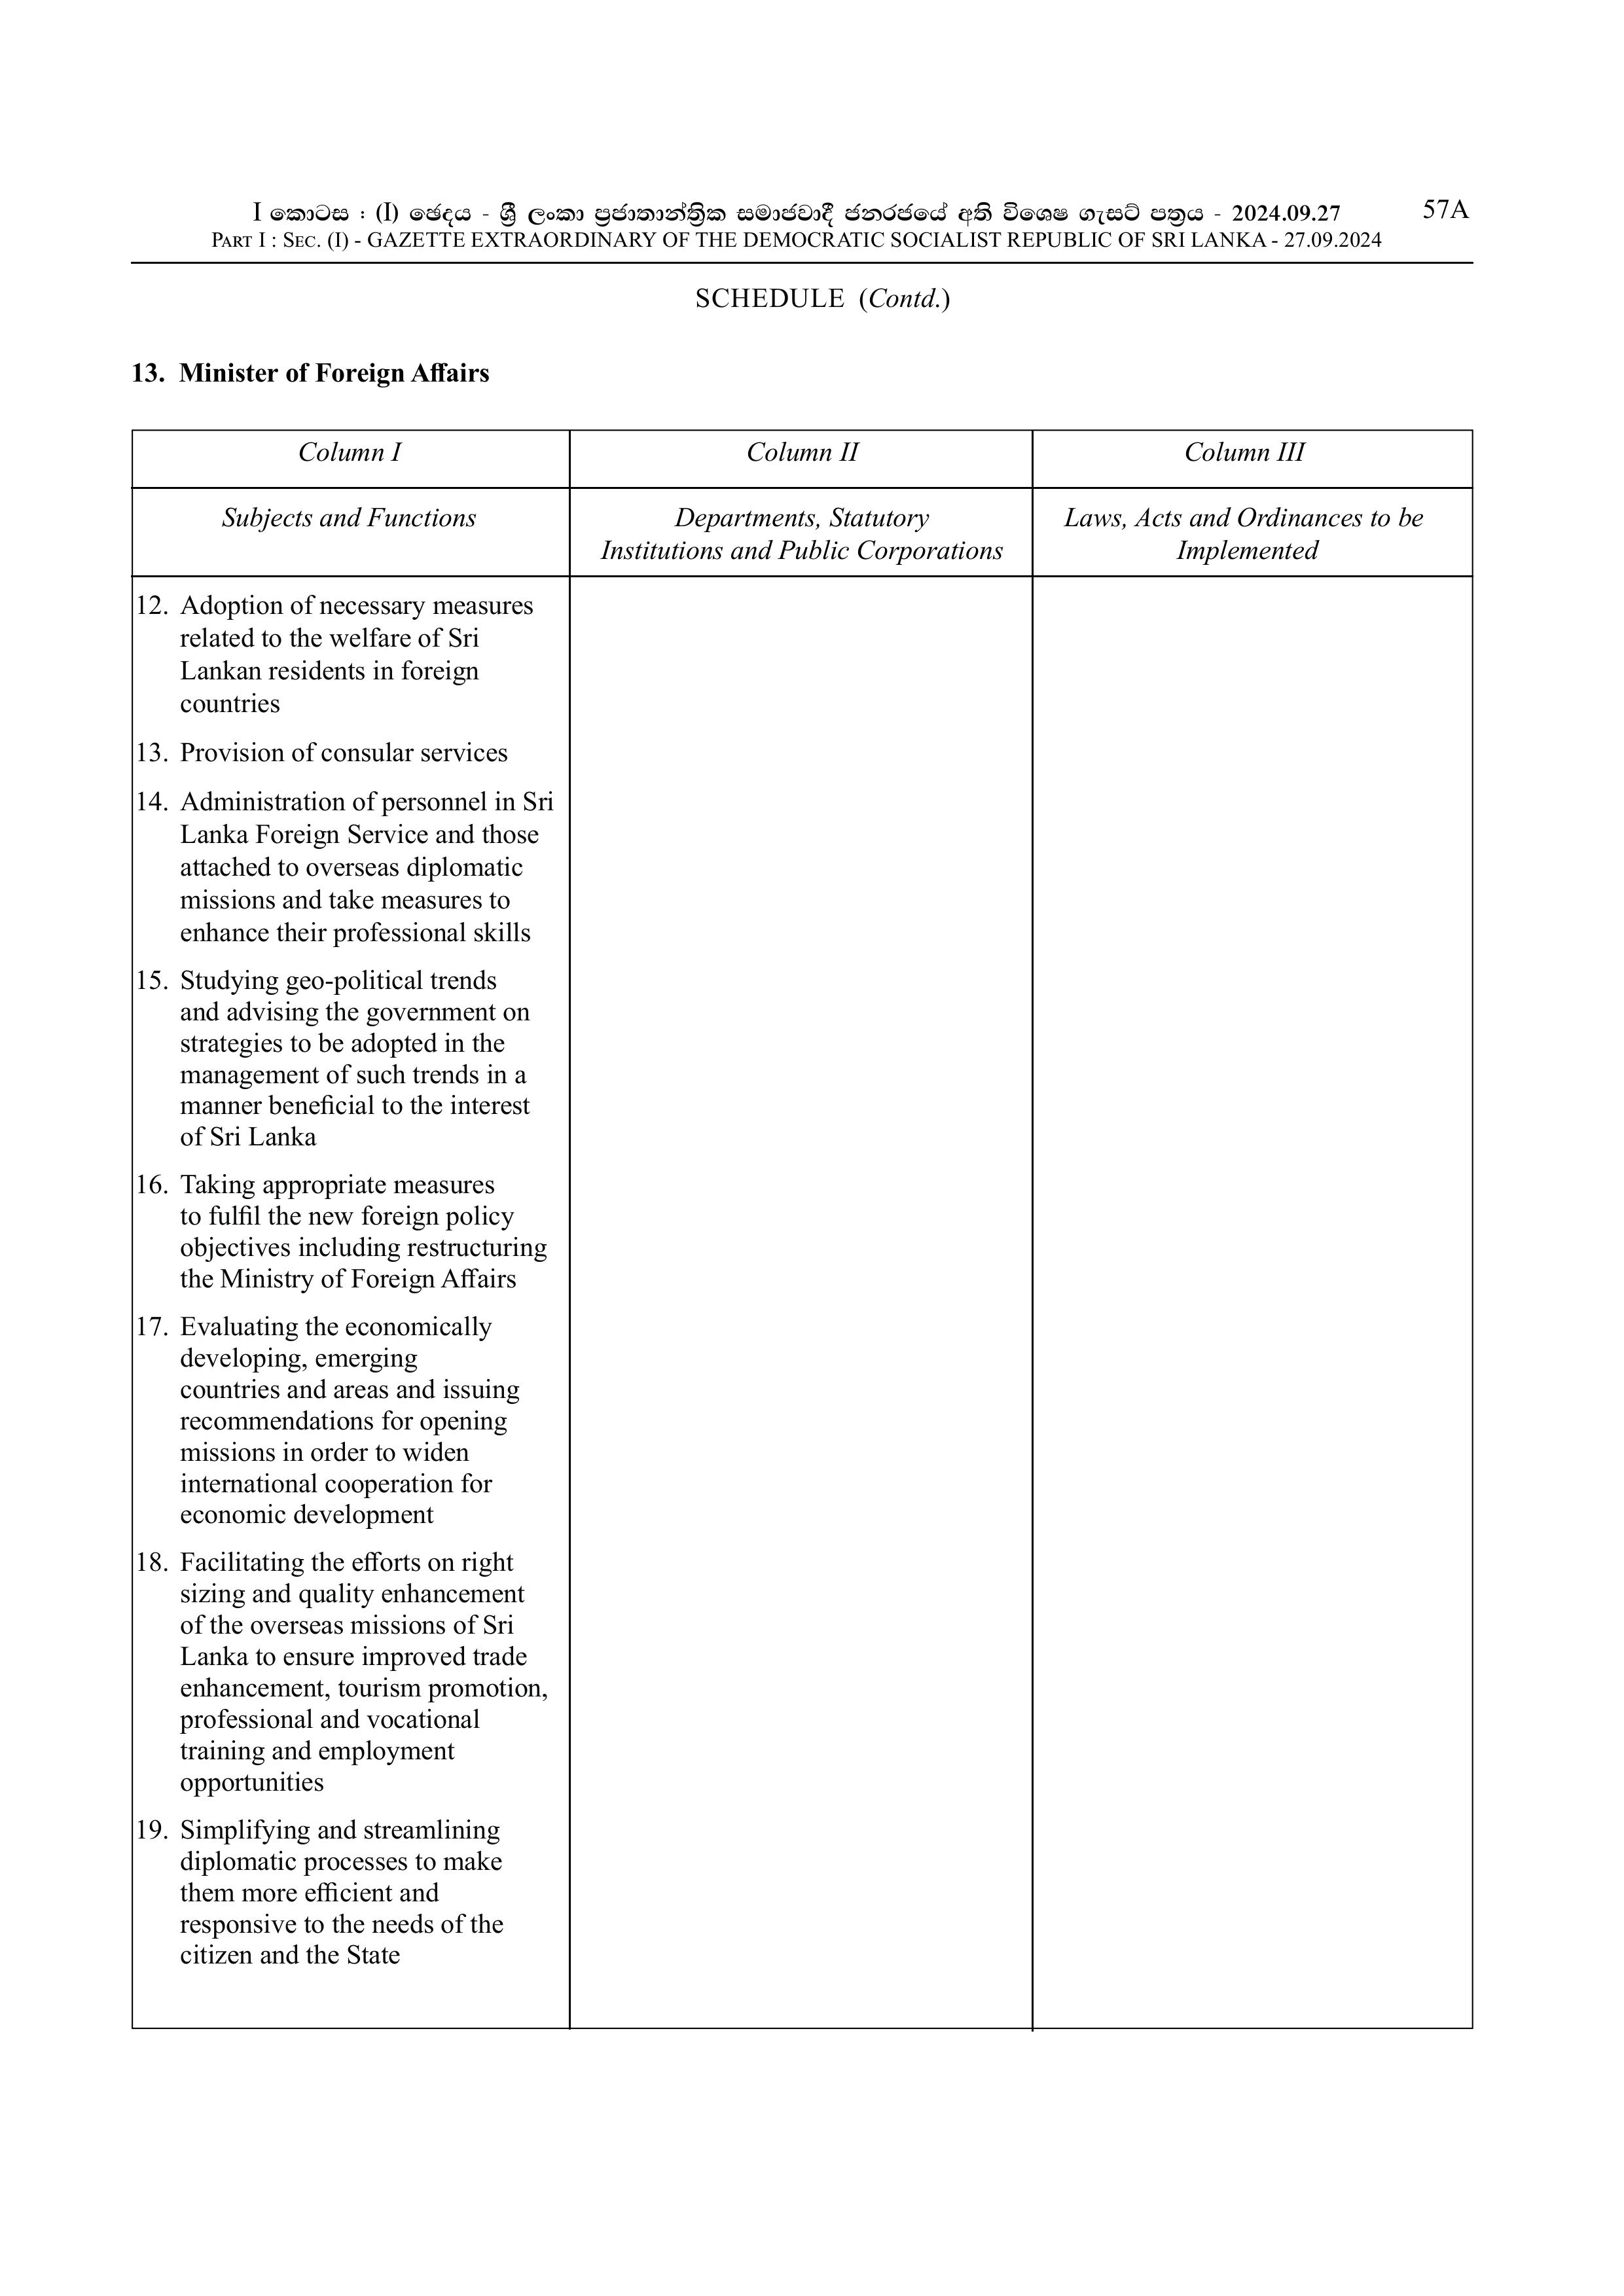 I කොටස : (I) ඡේදය - ශ්‍රී ලංකා ප්‍රජාතාන්ත්‍රික සමාජවාදී ජනරජයේ අති විශෙෂ ගැසට් පත්‍රය - 2024.09.27
57A
PART I : SEC. (I) - GAZETTE EXTRAORDINARY OF THE DEMOCRATIC SOCIALIST REPUBLIC OF SRI LANKA - 27.09.2024
SCHEDULE (Contd.)
13. Minister of Foreign Affairs
Column I
Column II
Column III
Subjects and Functions
Departments, Statutory
Institutions and Public Corporations
Laws, Acts and Ordinances to be
Implemented
12. Adoption of necessary measures
related to the welfare of Sri
Lankan residents in foreign
countries
13. Provision of consular services
14. Administration of personnel in Sri
Lanka Foreign Service and those
attached to overseas diplomatic
missions and take measures to
enhance their professional skills
15. Studying geo-political trends
and advising the government on
strategies to be adopted in the
management of such trends in a
manner beneficial to the interest
of Sri Lanka
16. Taking appropriate measures
to fulfil the new foreign policy
objectives including restructuring
the Ministry of Foreign Affairs
17. Evaluating the economically
developing, emerging
countries and areas and issuing
recommendations for opening
missions in order to widen
international cooperation for
economic development
18. Facilitating the efforts on right
sizing and quality enhancement
of the overseas missions of Sri
Lanka to ensure improved trade
enhancement, tourism promotion,
professional and vocational
training and employment
opportunities
19. Simplifying and streamlining
diplomatic processes to make
them more efficient and
responsive to the needs of the
citizen and the State